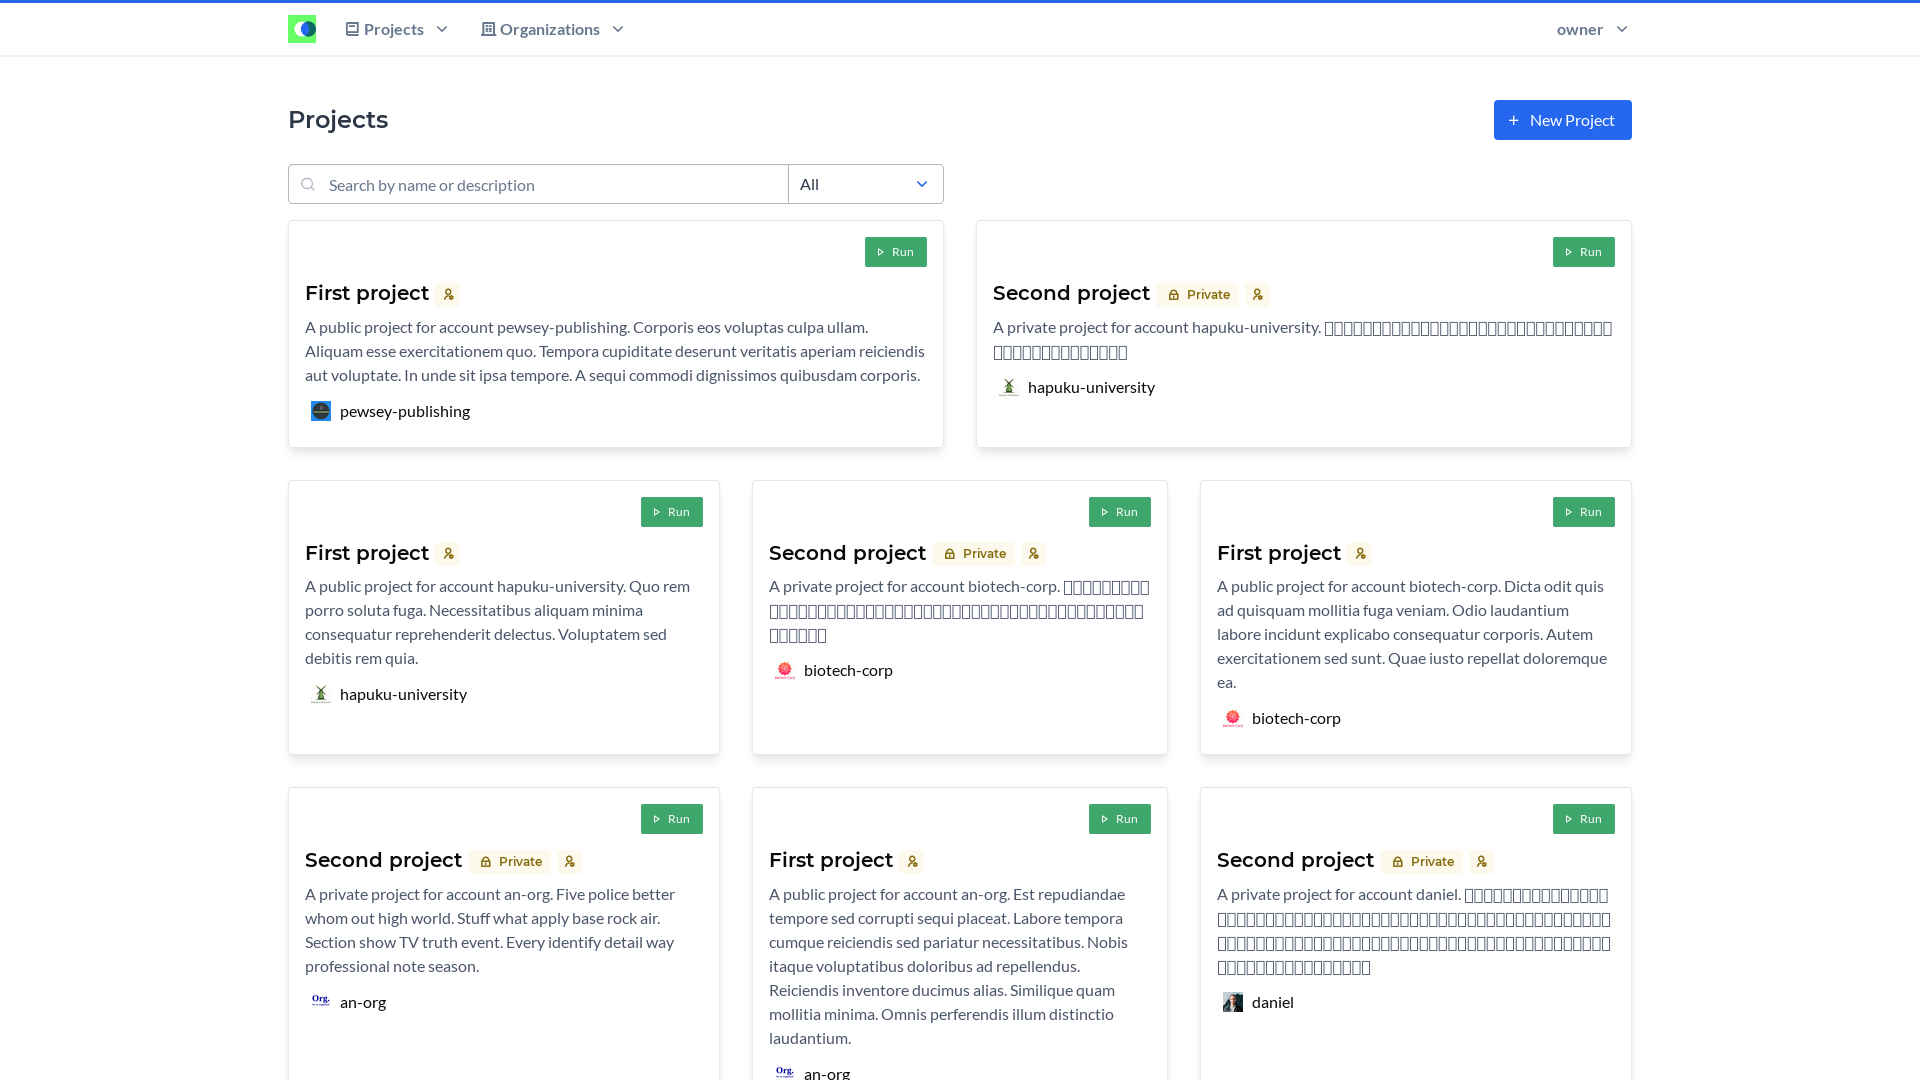 Projects
Organizations
owner
Projects
New Project
Search by name or description
All
Run
First project
A public project for account pewsey-publishing. Corporis eos voluptas culpa ullam.
Aliquam esse exercitationem quo. Tempora cupiditate deserunt veritatis aperiam reiciendis
aut voluptate. In unde sit ipsa tempore. A sequi commodi dignissimos quibusdam corporis.
pewsey-publishing
Run
Second project
Private
A private project for account hapuku-university.
hapuku-university
Run
First project
A public project for account hapuku-university. Quo rem
porro soluta fuga. Necessitatibus aliquam minima
consequatur reprehenderit delectus. Voluptatem sed
debitis rem quia.
hapuku-university
Run
Second project
Private
A private project for account biotech-corp.
biotech-corp
Run
First project
A public project for account biotech-corp. Dicta odit quis
ad quisquam mollitia fuga veniam. Odio laudantium
labore incidunt explicabo consequatur corporis. Autem
exercitationem sed sunt. Quae iusto repellat doloremque
ea.
biotech-corp
Run
Second project
Private
A private project for account an-org. Five police better
whom out high world. Stuff what apply base rock air.
Section show TV truth event. Every identify detail way
professional note season.
Org.
an-org
Run
First project
A public project for account an-org. Est repudiandae
tempore sed corrupti sequi placeat. Labore tempora
cumque reiciendis sed pariatur necessitatibus. Nobis
itaque voluptatibus doloribus ad repellendus.
Reiciendis inventore ducimus alias. Similique quam
mollitia minima. Omnis perferendis illum distinctio
laudantium.
Org.
an-org
Run
Second project
Private
A private project for account daniel.
daniel